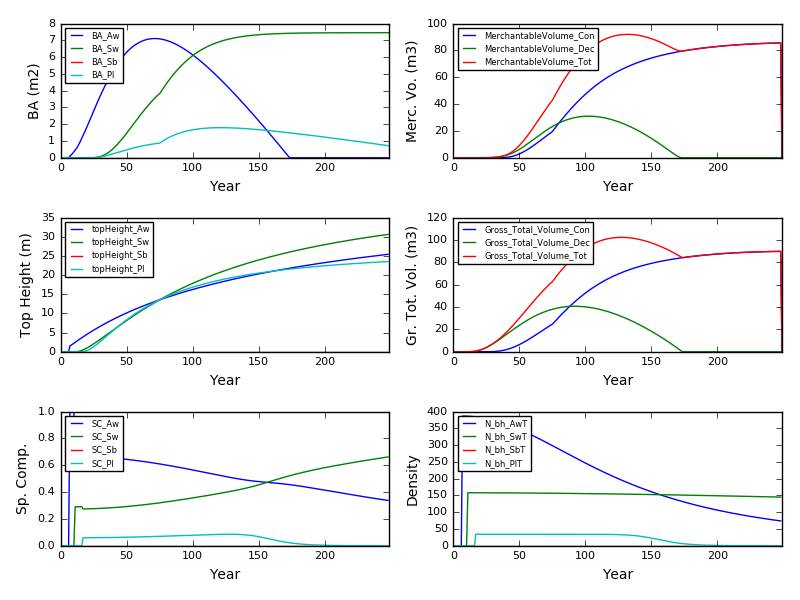 BA (m2)
8
7
6
5
4
3
2
1
0
BA_Aw
BA_Sw
BA_Sb
BA_Pl
0 50 100 150 200
Year
Merc. Vo. (m3)
100
80
60
40
20
0
MerchantableVolume_Con
MerchantableVolume_Dec
MerchantableVolume_Tot
0 50 100 150 200
Year
Top Height (m)
35
30
25
20
15
10
5
0
topHeight_Aw
topHeight_Sw
topHeight_Sb
topHeight_Pl
0 50 100 150 200
Year
Gr. Tot. Vol. (m3)
120
100
80
60
40
20
0
Gross_Total_Volume_Con
Gross_Total_Volume_Dec
Gross_Total_Volume_Tot
0 50 100 150 200
Year
Sp. Comp.
1.0
0.8
0.6
0.4
0.2
0.0
SC_Aw
SC_Sw
SC_Sb
SC_Pl
0 50 100 150 200
Year
Density
400
350
300
250
200
150
100
50
0
N_bh_AwT
N_bh_SwT
N_bh_SbT
N_bh_PlT
0 50 100 150 200
Year